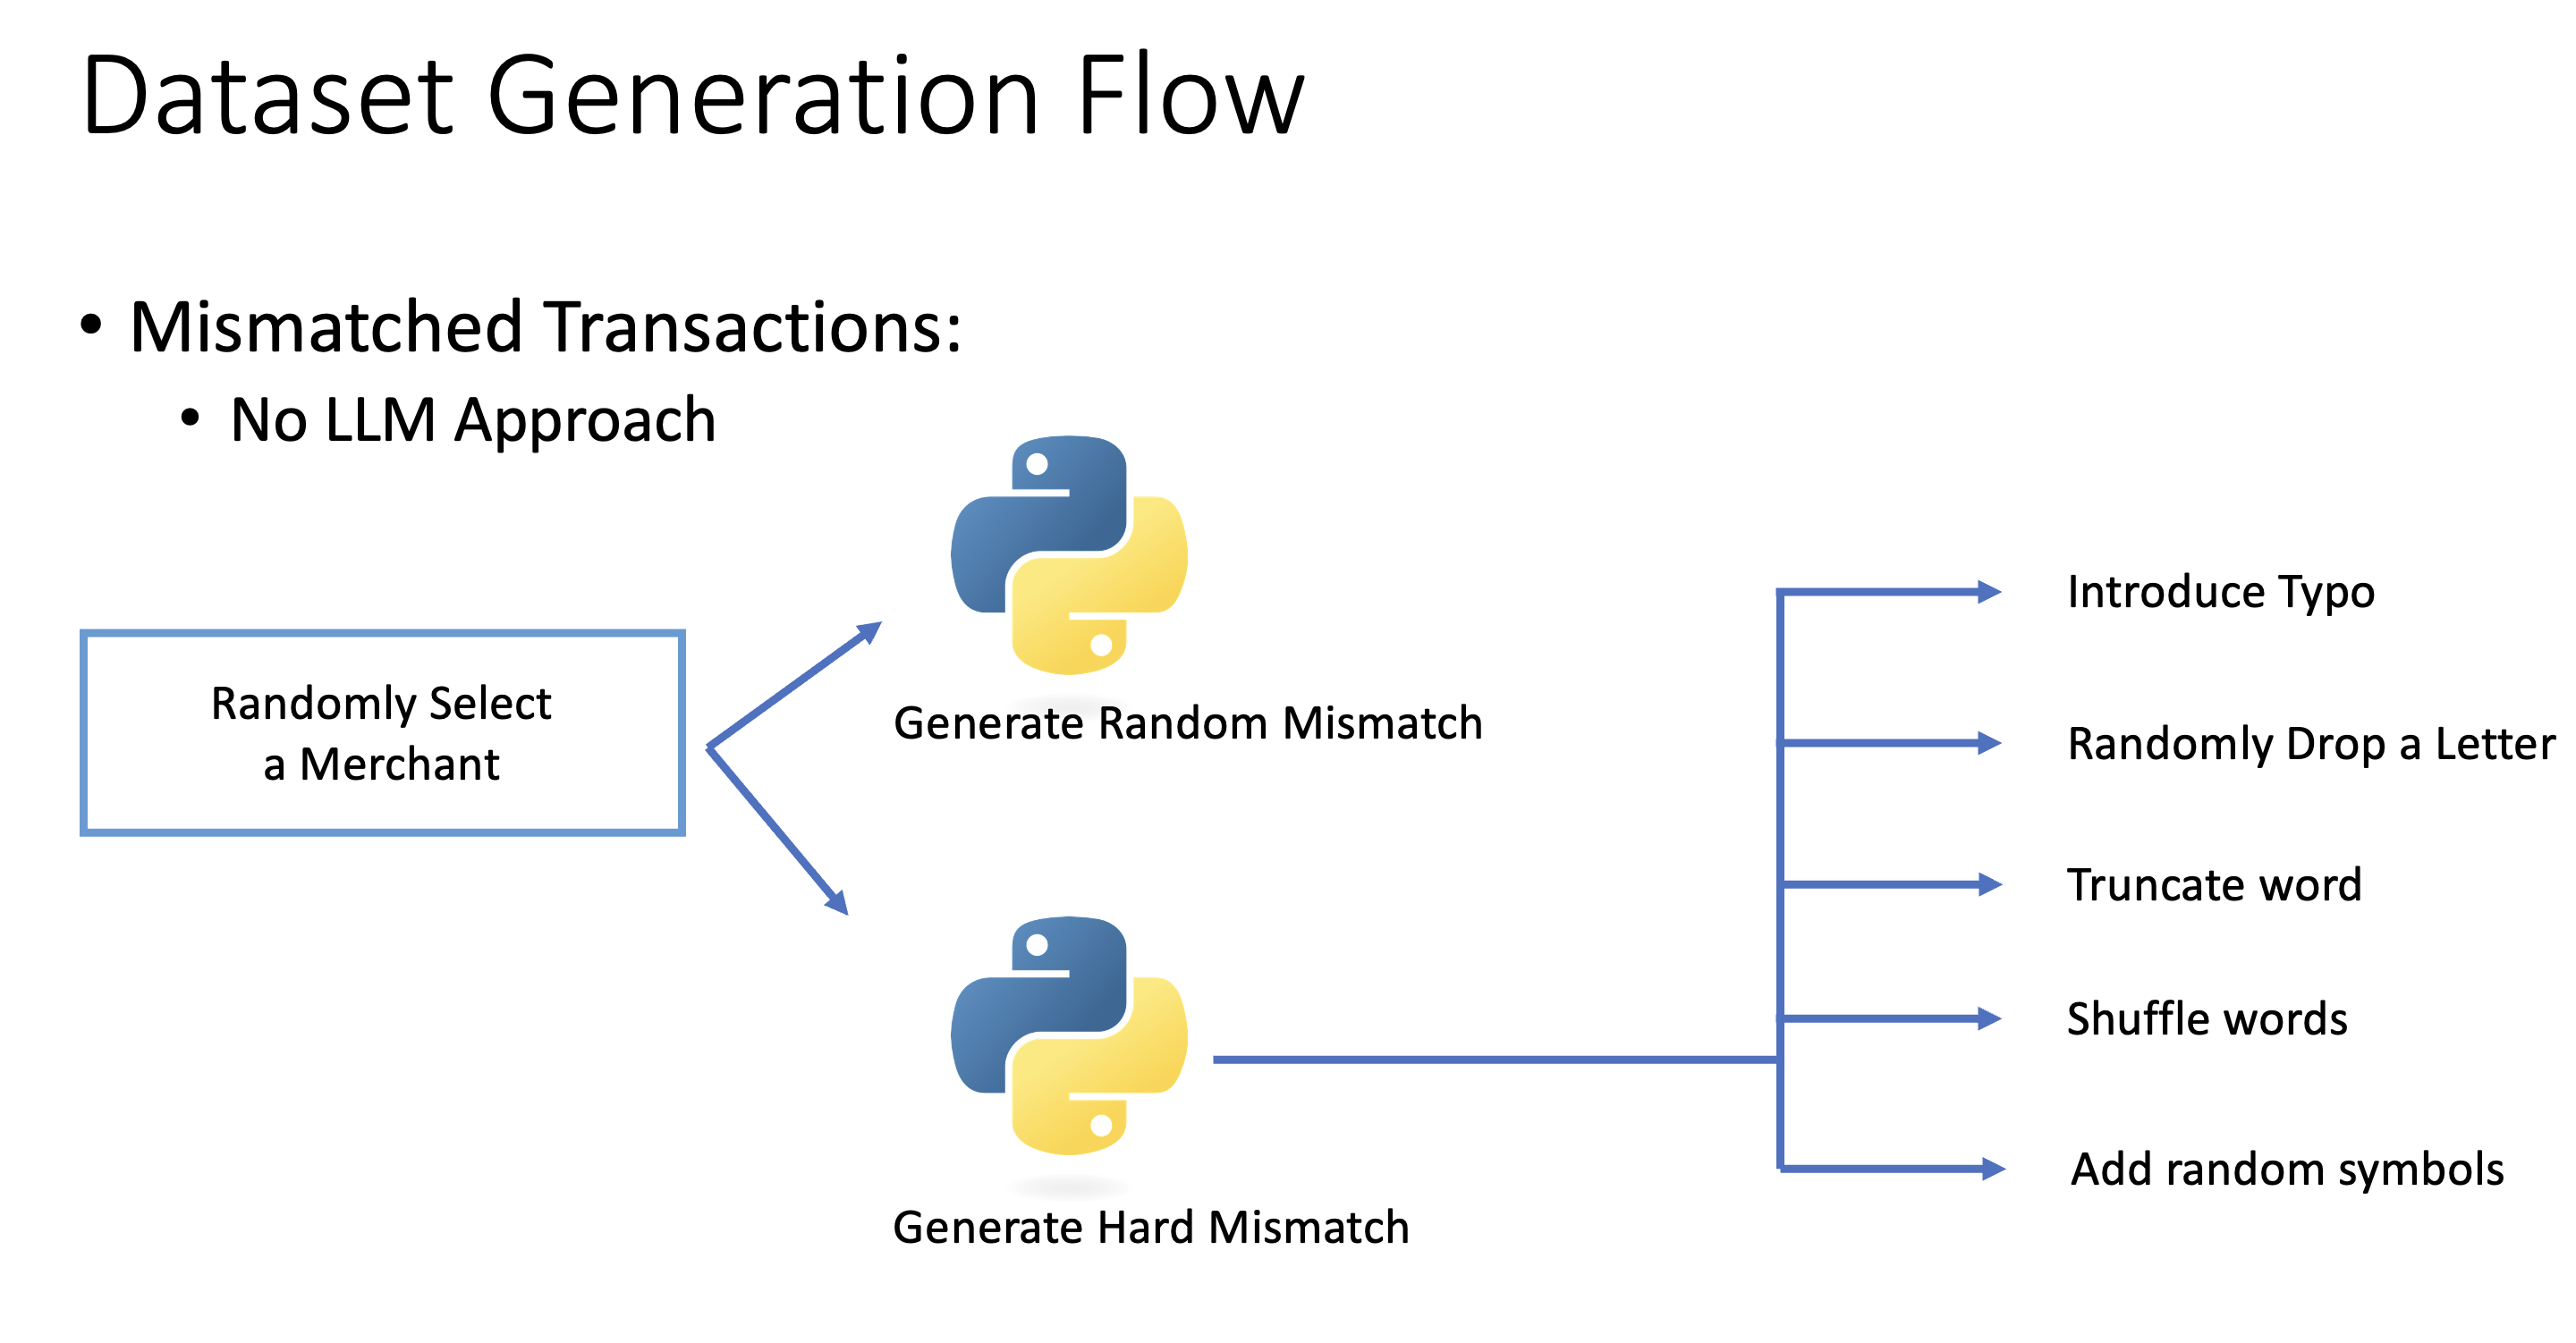 Dataset Generation Flow
• Mismatched Transactions:
• No LLM Approach
Randomly Select
a Merchant
Generate Random Mismatch
Generate Hard Mismatch
Introduce Typo
Randomly Drop a Letter
Truncate word
Shuffle words
Add random symbols